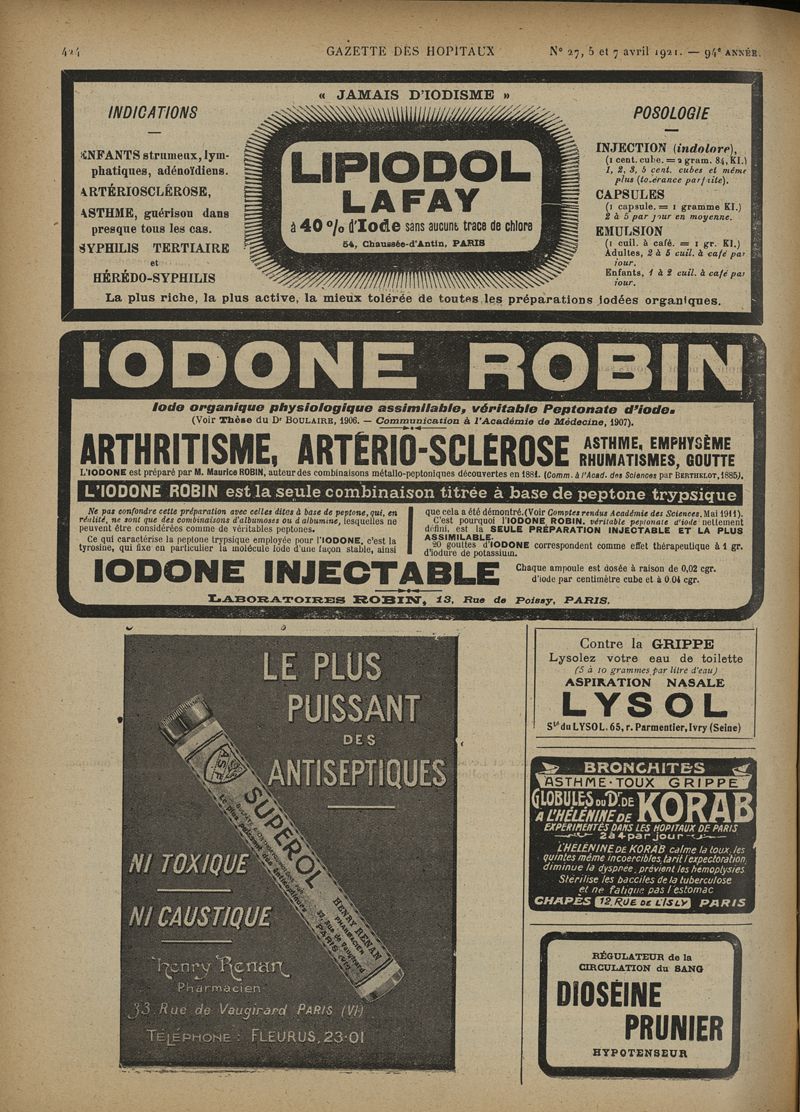 424
GAZETTE DES HOPITAUX
N° 27, 5 et 7 avril 1921. — 94e ANNÉE.
« JAMAIS D'IODISME »
INDICATIONS
ENFANTS strumeux, lym-
phatiques, adénoïdiens.
ARTÉRIOSCLÉROSE,
ASTHME, guérison dans
presque tous les cas.
SYPHILIS TERTIAIRE
et
HÉRÉDO-SYPHILIS
LIPIODOL
LAFAY
à 40 % d'Iode sans aucune trace de chlore
54, Chaussée-d'Antin, PARIS
POSOLOGIE
INJECTION (indolore),
(1 cent. cube. = 2 gram. 84, KI.)
1, 2, 3, 5 cent. cubes et même
plus (tolérance parfaite).
CAPSULES
(1 capsule. = 1 gramme KI.)
2 à 5 par jour en moyenne.
EMULSION
(1 cuil. à café. = 1 gr. KI.)
Adultes, 2 à 5 cuil. à café par
jour.
Enfants, 1 à 2 cuil. à café par
jour.
La plus riche, la plus active, la mieux tolérée de toutes les préparations iodées organiques.
IODONE ROBIN
Iode organique physiologique assimilable, véritable Peptonate d'iode.
(Voir Thèse du Dr BOULAIRE, 1906. — Communication à l'Académie de Médecine, 1907).
ARTHRITISME, ARTÉRIO-SCLÉROSE
ASTHME, EMPHYSÈME
RHUMATISMES, GOUTTE
L'IODONE est préparé par M. Maurice ROBIN, auteur des combinaisons métallo-peptoniques découvertes en 1881. (Comm. à l'Acad. des Sciences par BERTHELOT, 1885).
L'IODONE ROBIN est la seule combinaison titrée à base de peptone trypsique
Ne pas confondre cette préparation avec celles dites à base de peptone, qui, en
réalité, ne sont que des combinaisons d'albumoses ou d'albumine, lesquelles ne
peuvent être considérées comme de véritables peptones.
Ce qui caractérise la peptone trypsique employée pour l'IODONE, c'est la
tyrosine, qui fixe en particulier la molécule Iode d'une façon stable, ainsi
que cela a été démontré. (Voir Comptes rendus Académie des Sciences, Mai 1911).
C'est pourquoi l'IODONE ROBIN, véritable peptonate d'iode nettement
défini, est la SEULE PRÉPARATION INJECTABLE ET LA PLUS
ASSIMILABLE.
20 gouttes d'IODONE correspondent comme effet thérapeutique à 1 gr.
d'iodure de potassium.
IODONE INJECTABLE
Chaque ampoule est dosée à raison de 0,02 cgr.
d'iode par centimètre cube et à 0.04 cgr.
LABORATOIRES ROBIN, 13, Rue de Poissy, PARIS.
LE PLUS
PUISSANT
DES
ANTISEPTIQUES
SUPEROL
Le plus puissant des antiseptiques
HENRY RENAN
PHARMACIEN
33, Rue de Vaugirard
PARIS (VI)
NI TOXIQUE
NI CAUSTIQUE
Henry Renan
Pharmacien
33 Rue de Vaugirard PARIS (VI)
TÉLÉPHONE : FLEURUS, 23-01
Contre la GRIPPE
Lysolez votre eau de toilette
(5 à 10 grammes par litre d'eau)
ASPIRATION NASALE
LYSOL
Sté du LYSOL. 65, r. Parmentier, Ivry (Seine)
BRONCHITES
ASTHME·TOUX GRIPPE
GLOBULES DU Dr. DE KORAB
A L'HÉLÉNINE DE
EXPÉRIMENTÉS DANS LES HOPITAUX DE PARIS
2 à 4 par jour
L'HÉLÉNINE DE KORAB calme la toux, les
quintes même incoercibles, tarit l'expectoration,
diminue la dyspnée, prévient les hémoptysies
Stérilise les bacilles de la tuberculose
et ne fatigue pas l'estomac
CHAPÈS 12, RUE DE L'ISLY PARIS
RÉGULATEUR de la
CIRCULATION du SANG
DIOSÉINE
PRUNIER
HYPOTENSEUR